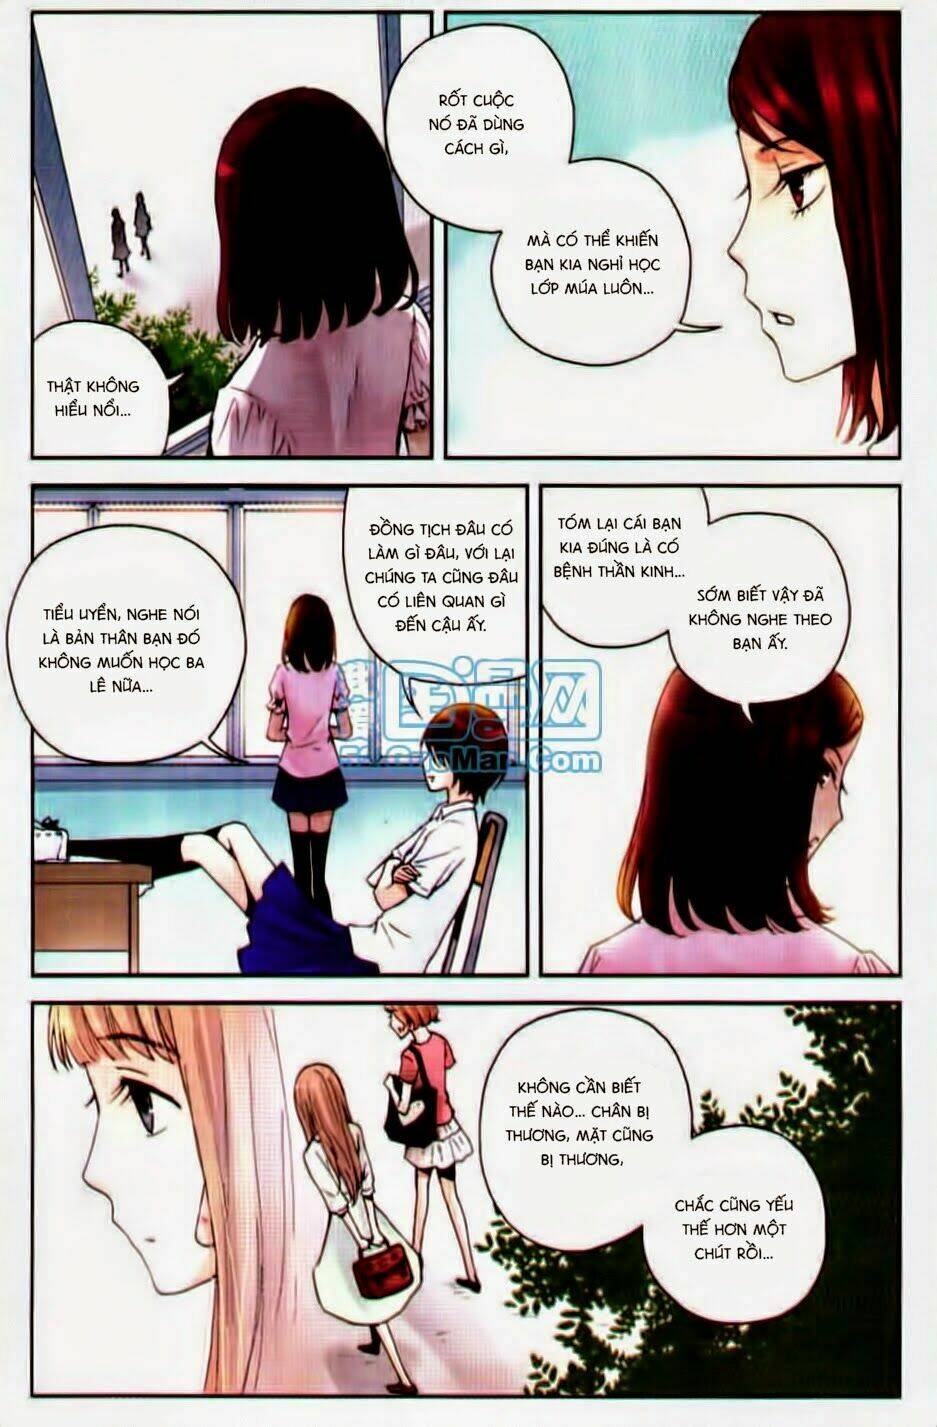 RỐT CUỘC
NÓ ĐÃ DÙNG
CÁCH GÌ,
MÀ CÓ THỂ KHIẾN
BẠN KIA NGHỈ HỌC
LỚP MÚA LUÔN...
THẬT KHÔNG
HIỂU NỔI...
TIỂU UYỂN, NGHE NÓI
LÀ BẢN THÂN BẠN ĐÓ
KHÔNG MUỐN HỌC BA
LÊ NỮA...
ĐỒNG TỊCH ĐÂU CÓ
LÀM GÌ ĐÂU, VỚI LẠI
CHÚNG TA CŨNG ĐÂU
CÓ LIÊN QUAN GÌ
ĐẾN CẬU ẤY.
TÓM LẠI CÁI BẠN
KIA ĐÚNG LÀ CÓ
BỆNH THẦN KINH...
SỚM BIẾT VẬY ĐÃ
KHÔNG NGHE THEO
BẠN ẤY.
KHÔNG CẦN BIẾT
THẾ NÀO... CHÂN BỊ
THƯƠNG, MẶT CŨNG
BỊ THƯƠNG,
CHẮC CŨNG YẾU
THẾ HƠN MỘT
CHÚT RỒI...